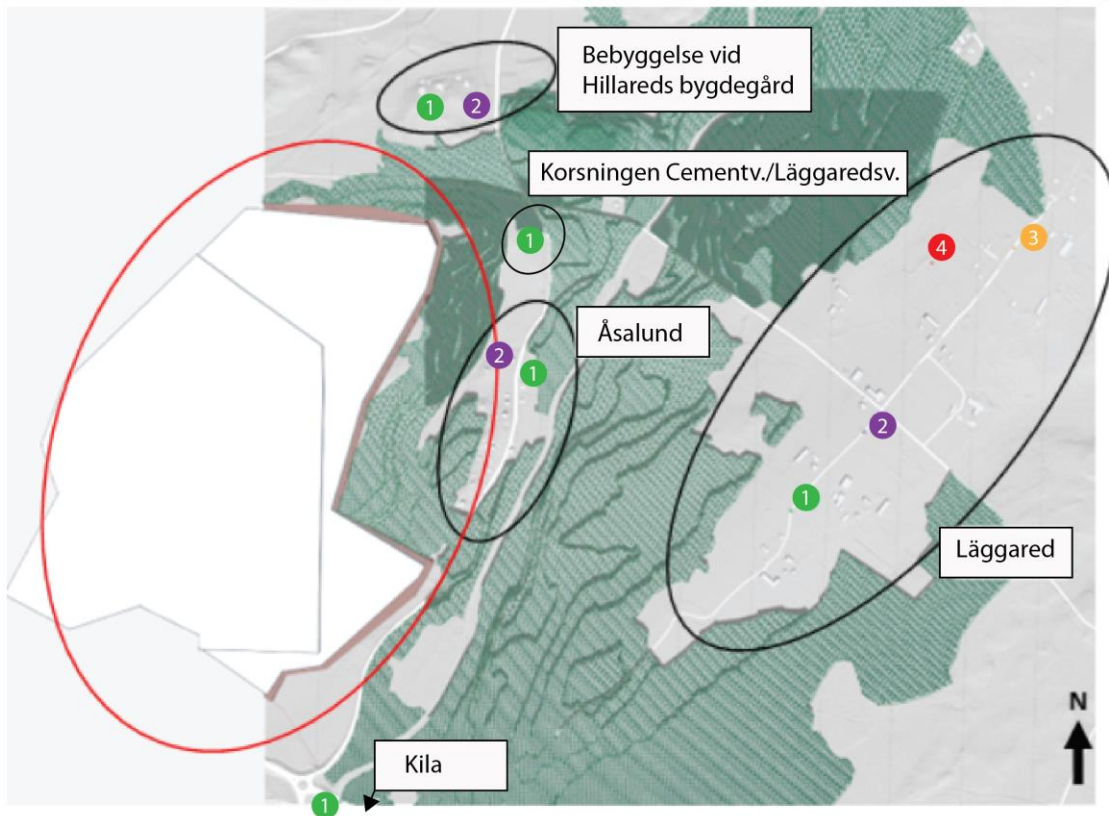 Bebyggelse vid
Hillareds bygdegård
1
2
Korsningen Cementv./Läggaredsv.
1
4
3
Åsalund
2
1
2
1
Läggared
N
Kila
1